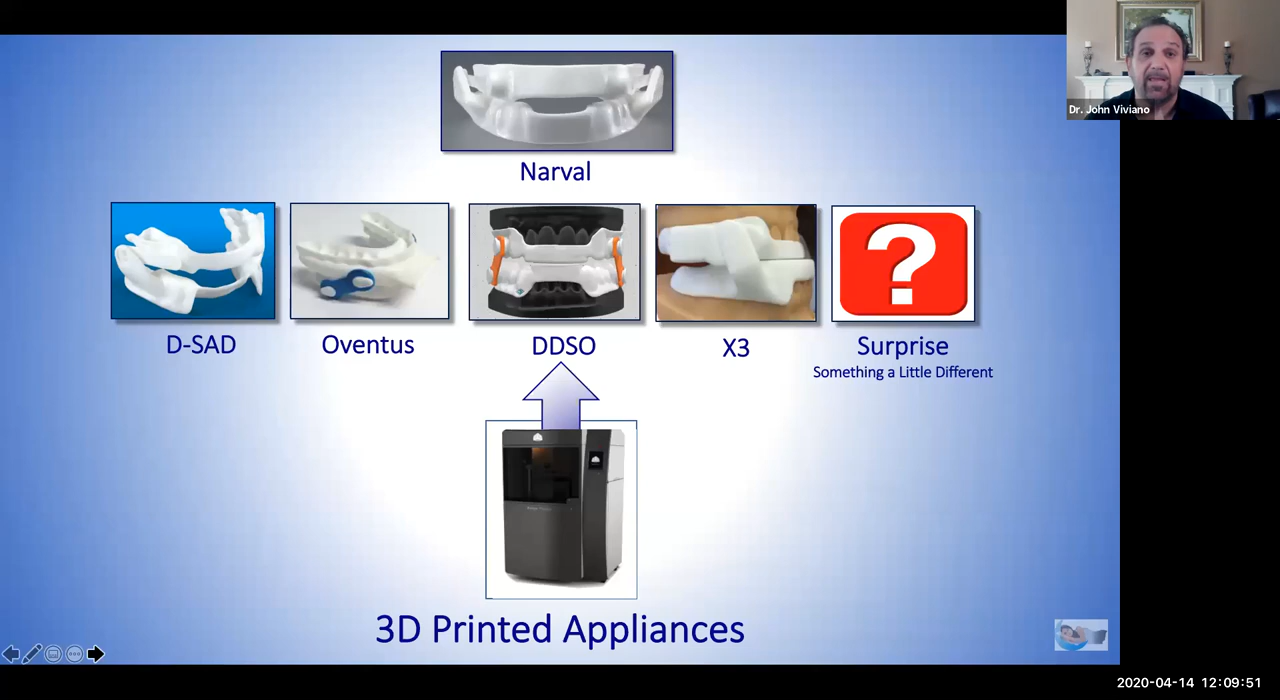 Dr. John Viviano
Narval
D-SAD
Oventus
DDSO
X3
?
Surprise
Something a Little Different
3D Printed Appliances
2020-04-14 12:09:51